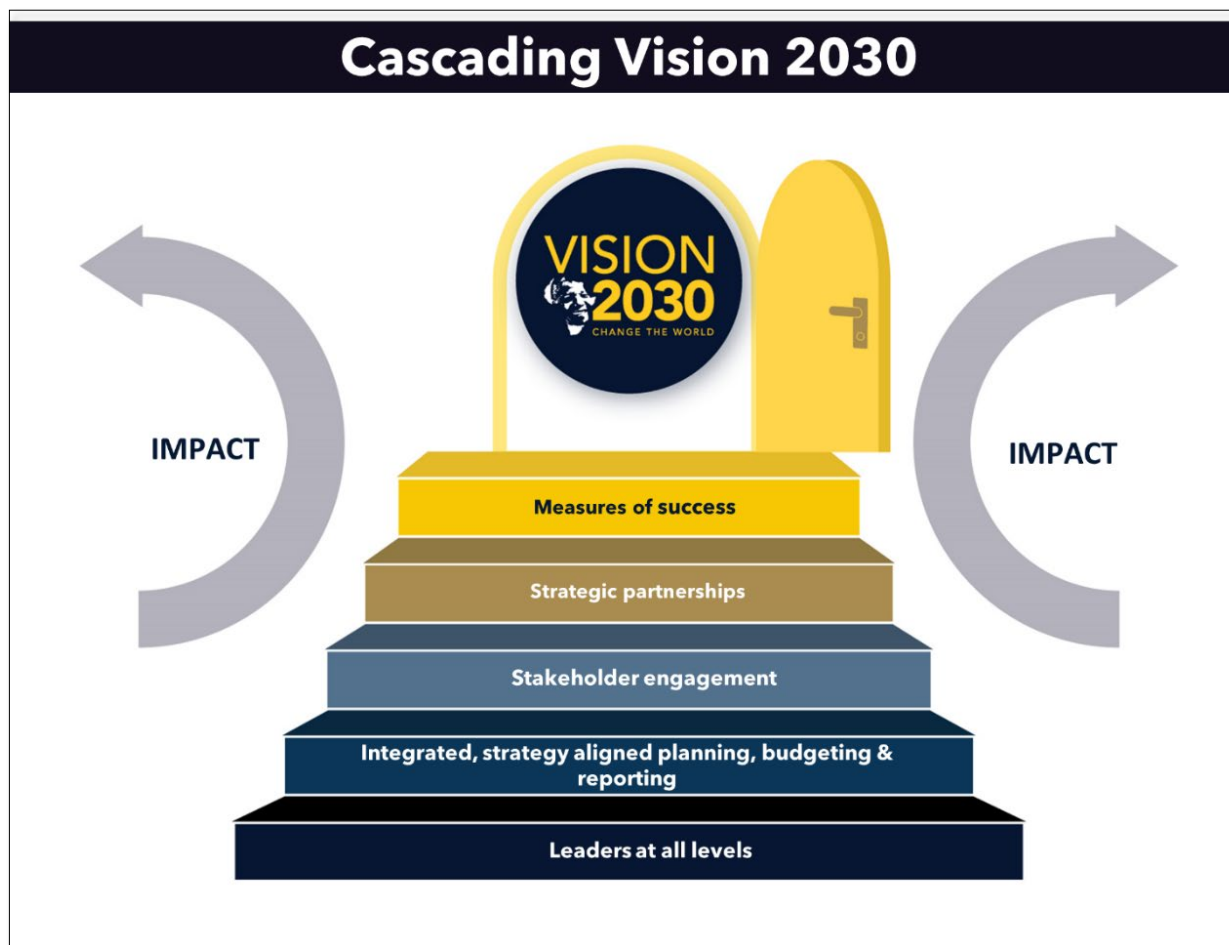 Cascading Vision 2030
VISION
2030
CHANGE THE WORLD
IMPACT
IMPACT
Measures of success
Strategic partnerships
Stakeholder engagement
Integrated, strategy aligned planning, budgeting &
reporting
Leaders at all levels